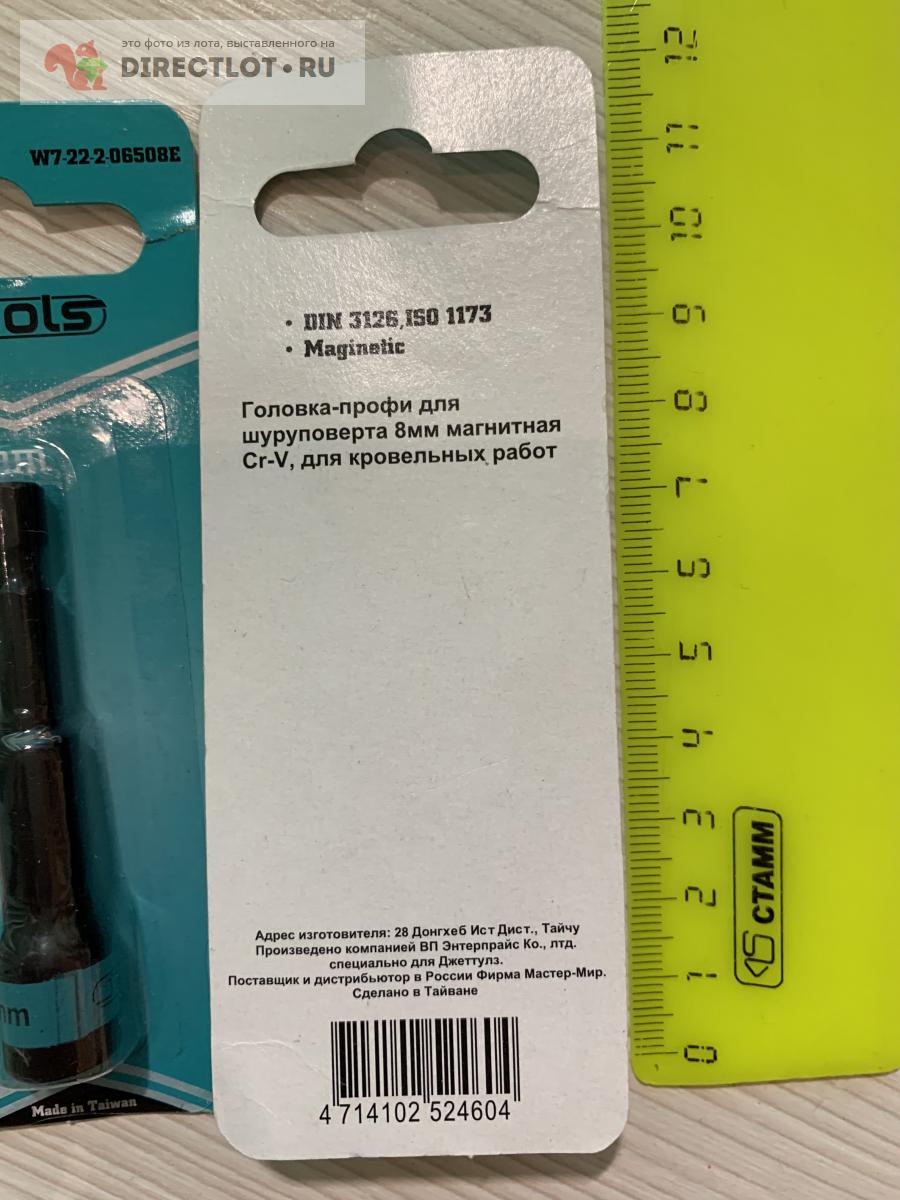 это фото из лота, выставленного на
DIRECTLOT.RU
W7-22-2-06508E
ols
mm
mm
Made in Taiwan
• DIN 3126,ISO 1173
• Maginetic
Головка-профи для
шуруповерта 8мм магнитная
Cr-V, для кровельных работ
Адрес изготовителя: 28 Донгхеб Ист Дист., Тайчу
Произведено компанией ВП Энтерпрайс Ко., лтд.
специально для Джеттулз.
Поставщик и дистрибьютор в России Фирма Мастер-Мир.
Сделано в Тайване
4 714102 524604
12
11
10
9
8
7
6
5
4
3
2
1
0
СТАММ